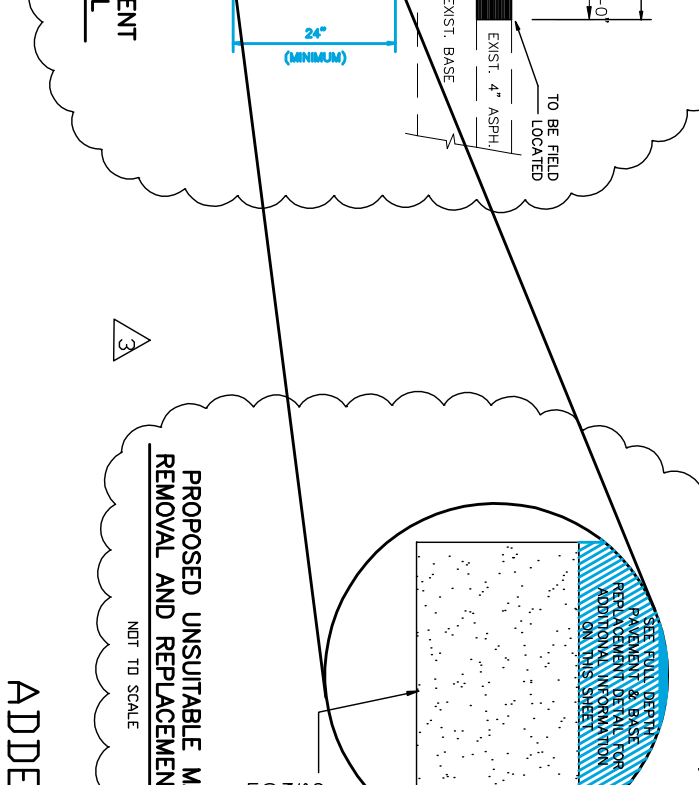 ENT
L
24"
(MINIMUM)
EXIST. BASE
EXIST. 4" ASPH.
-0"
TO BE FIELD
LOCATED
3
PROPOSED UNSUITABLE M
REMOVAL AND REPLACEMEN
NOT TO SCALE
SEE FULL DEPTH
PAVEMENT & BASE
REPLACEMENT DETAIL FOR
ADDITIONAL INFORMATION
ON THIS SHEET
ADDE